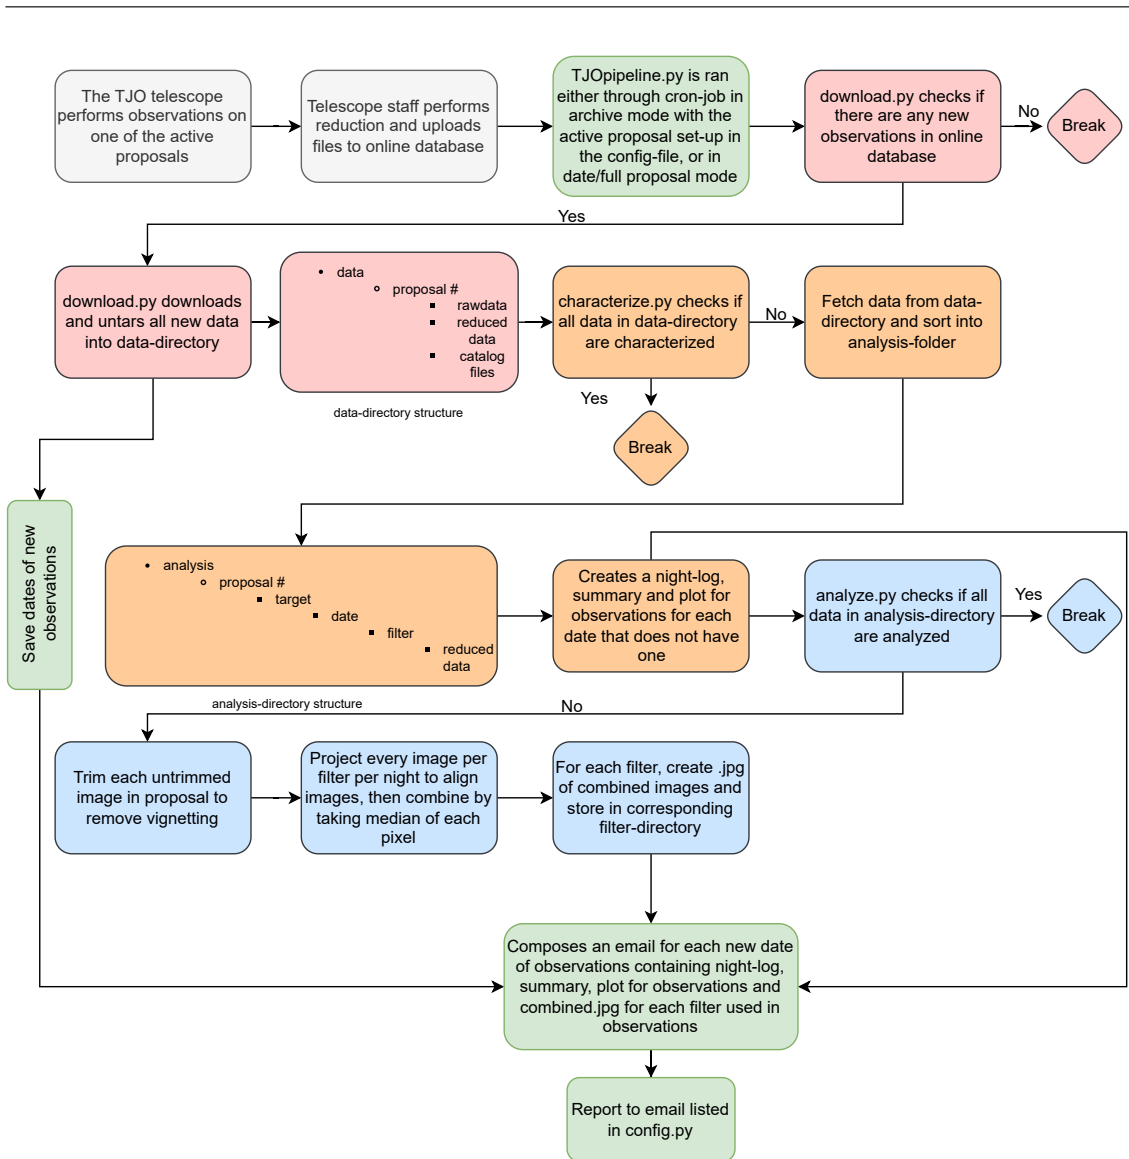 The TJO telescope
performs observations on
one of the active
proposals
Telescope staff performs
reduction and uploads
files to online database
TJOpipeline.py is ran
either through cron-job in
archive mode with the
active proposal set-up in
the config-file, or in
date/full proposal mode
download.py checks if
there are any new
observations in online
database
No
Break
Yes
download.py downloads
and untars all new data
into data-directory
data
proposal #
rawdata
reduced
data
catalog
files
data-directory structure
characterize.py checks if
all data in data-directory
are characterized
No
Fetch data from data-
directory and sort into
analysis-folder
Yes
Break
Save dates of new
observations
analysis
proposal #
target
date
filter
reduced
data
analysis-directory structure
Creates a night-log,
summary and plot for
observations for each
date that does not have
one
analyze.py checks if all
data in analysis-directory
are analyzed
Yes
Break
No
Trim each untrimmed
image in proposal to
remove vignetting
Project every image per
filter per night to align
images, then combine by
taking median of each
pixel
For each filter, create .jpg
of combined images and
store in corresponding
filter-directory
Composes an email for each new date
of observations containing night-log,
summary, plot for observations and
combined.jpg for each filter used in
observations
Report to email listed
in config.py